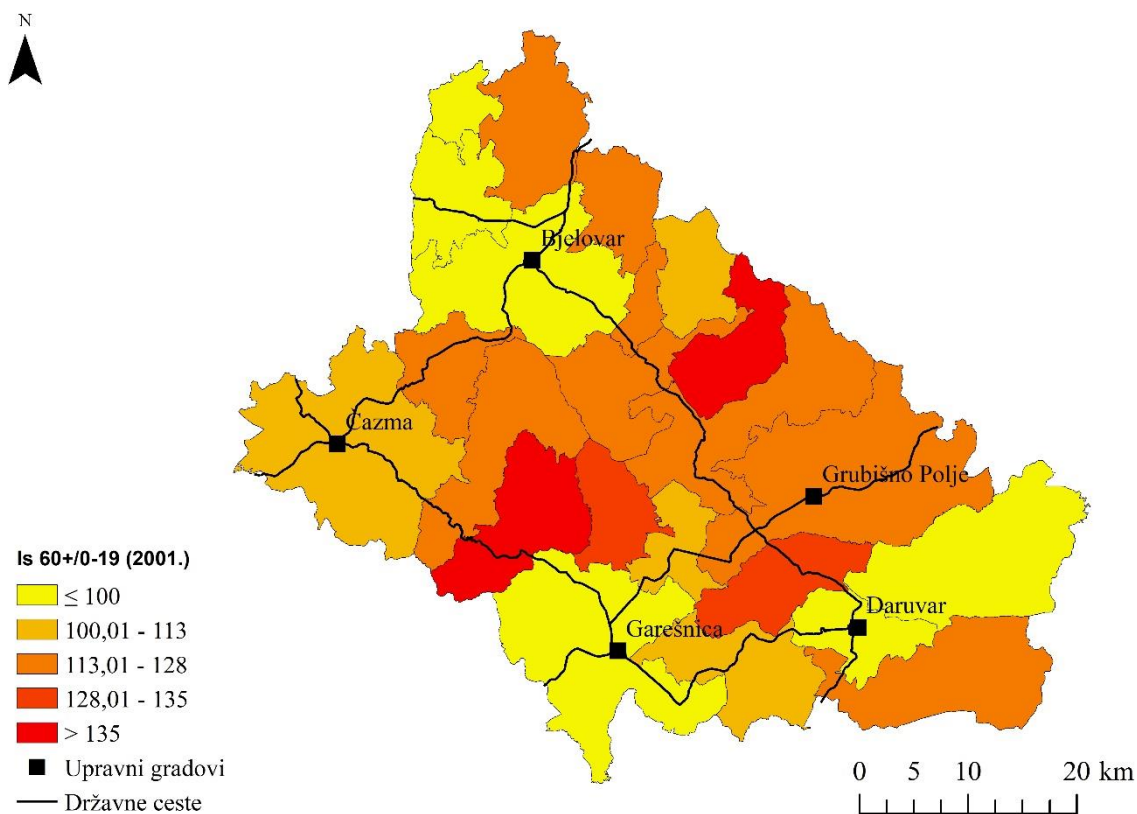 N
Bjelovar
Čazma
Grubišno Polje
Daruvar
Garešnica
Is 60+/0-19 (2001.)
≤ 100
100,01 - 113
113,01 - 128
128,01 - 135
> 135
Upravni gradovi
Državne ceste
0 5 10 20 km